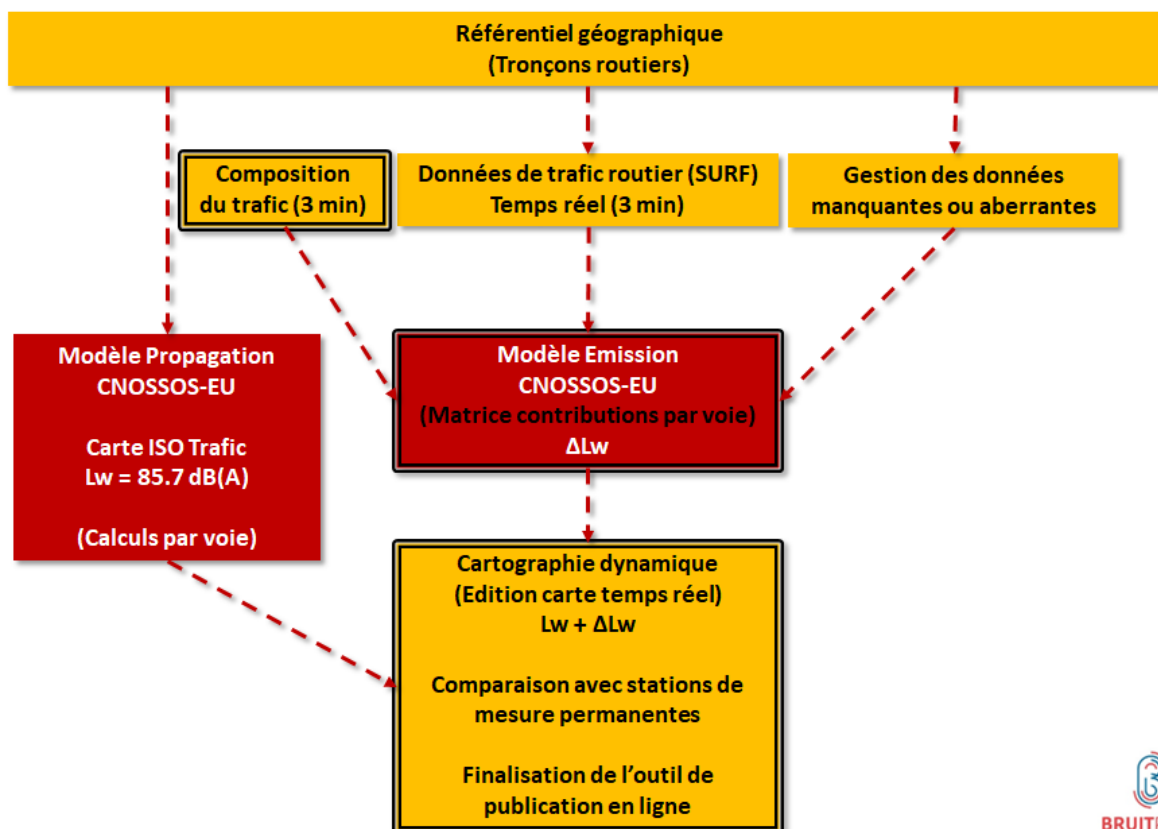 Référentiel géographique
(Tronçons routiers)
Composition
du trafic (3 min)
Données de trafic routier (SURF)
Temps réel (3 min)
Gestion des données
manquantes ou aberrantes
Modèle Propagation
CNOSSOS-EU
Carte ISO Trafic
Lw = 85.7 dB(A)
(Calculs par voie)
Modèle Emission
CNOSSOS-EU
(Matrice contributions par voie)
ΔLw
Cartographie dynamique
(Edition carte temps réel)
Lw + ΔLw
Comparaison avec stations de
mesure permanentes
Finalisation de l'outil de
publication en ligne